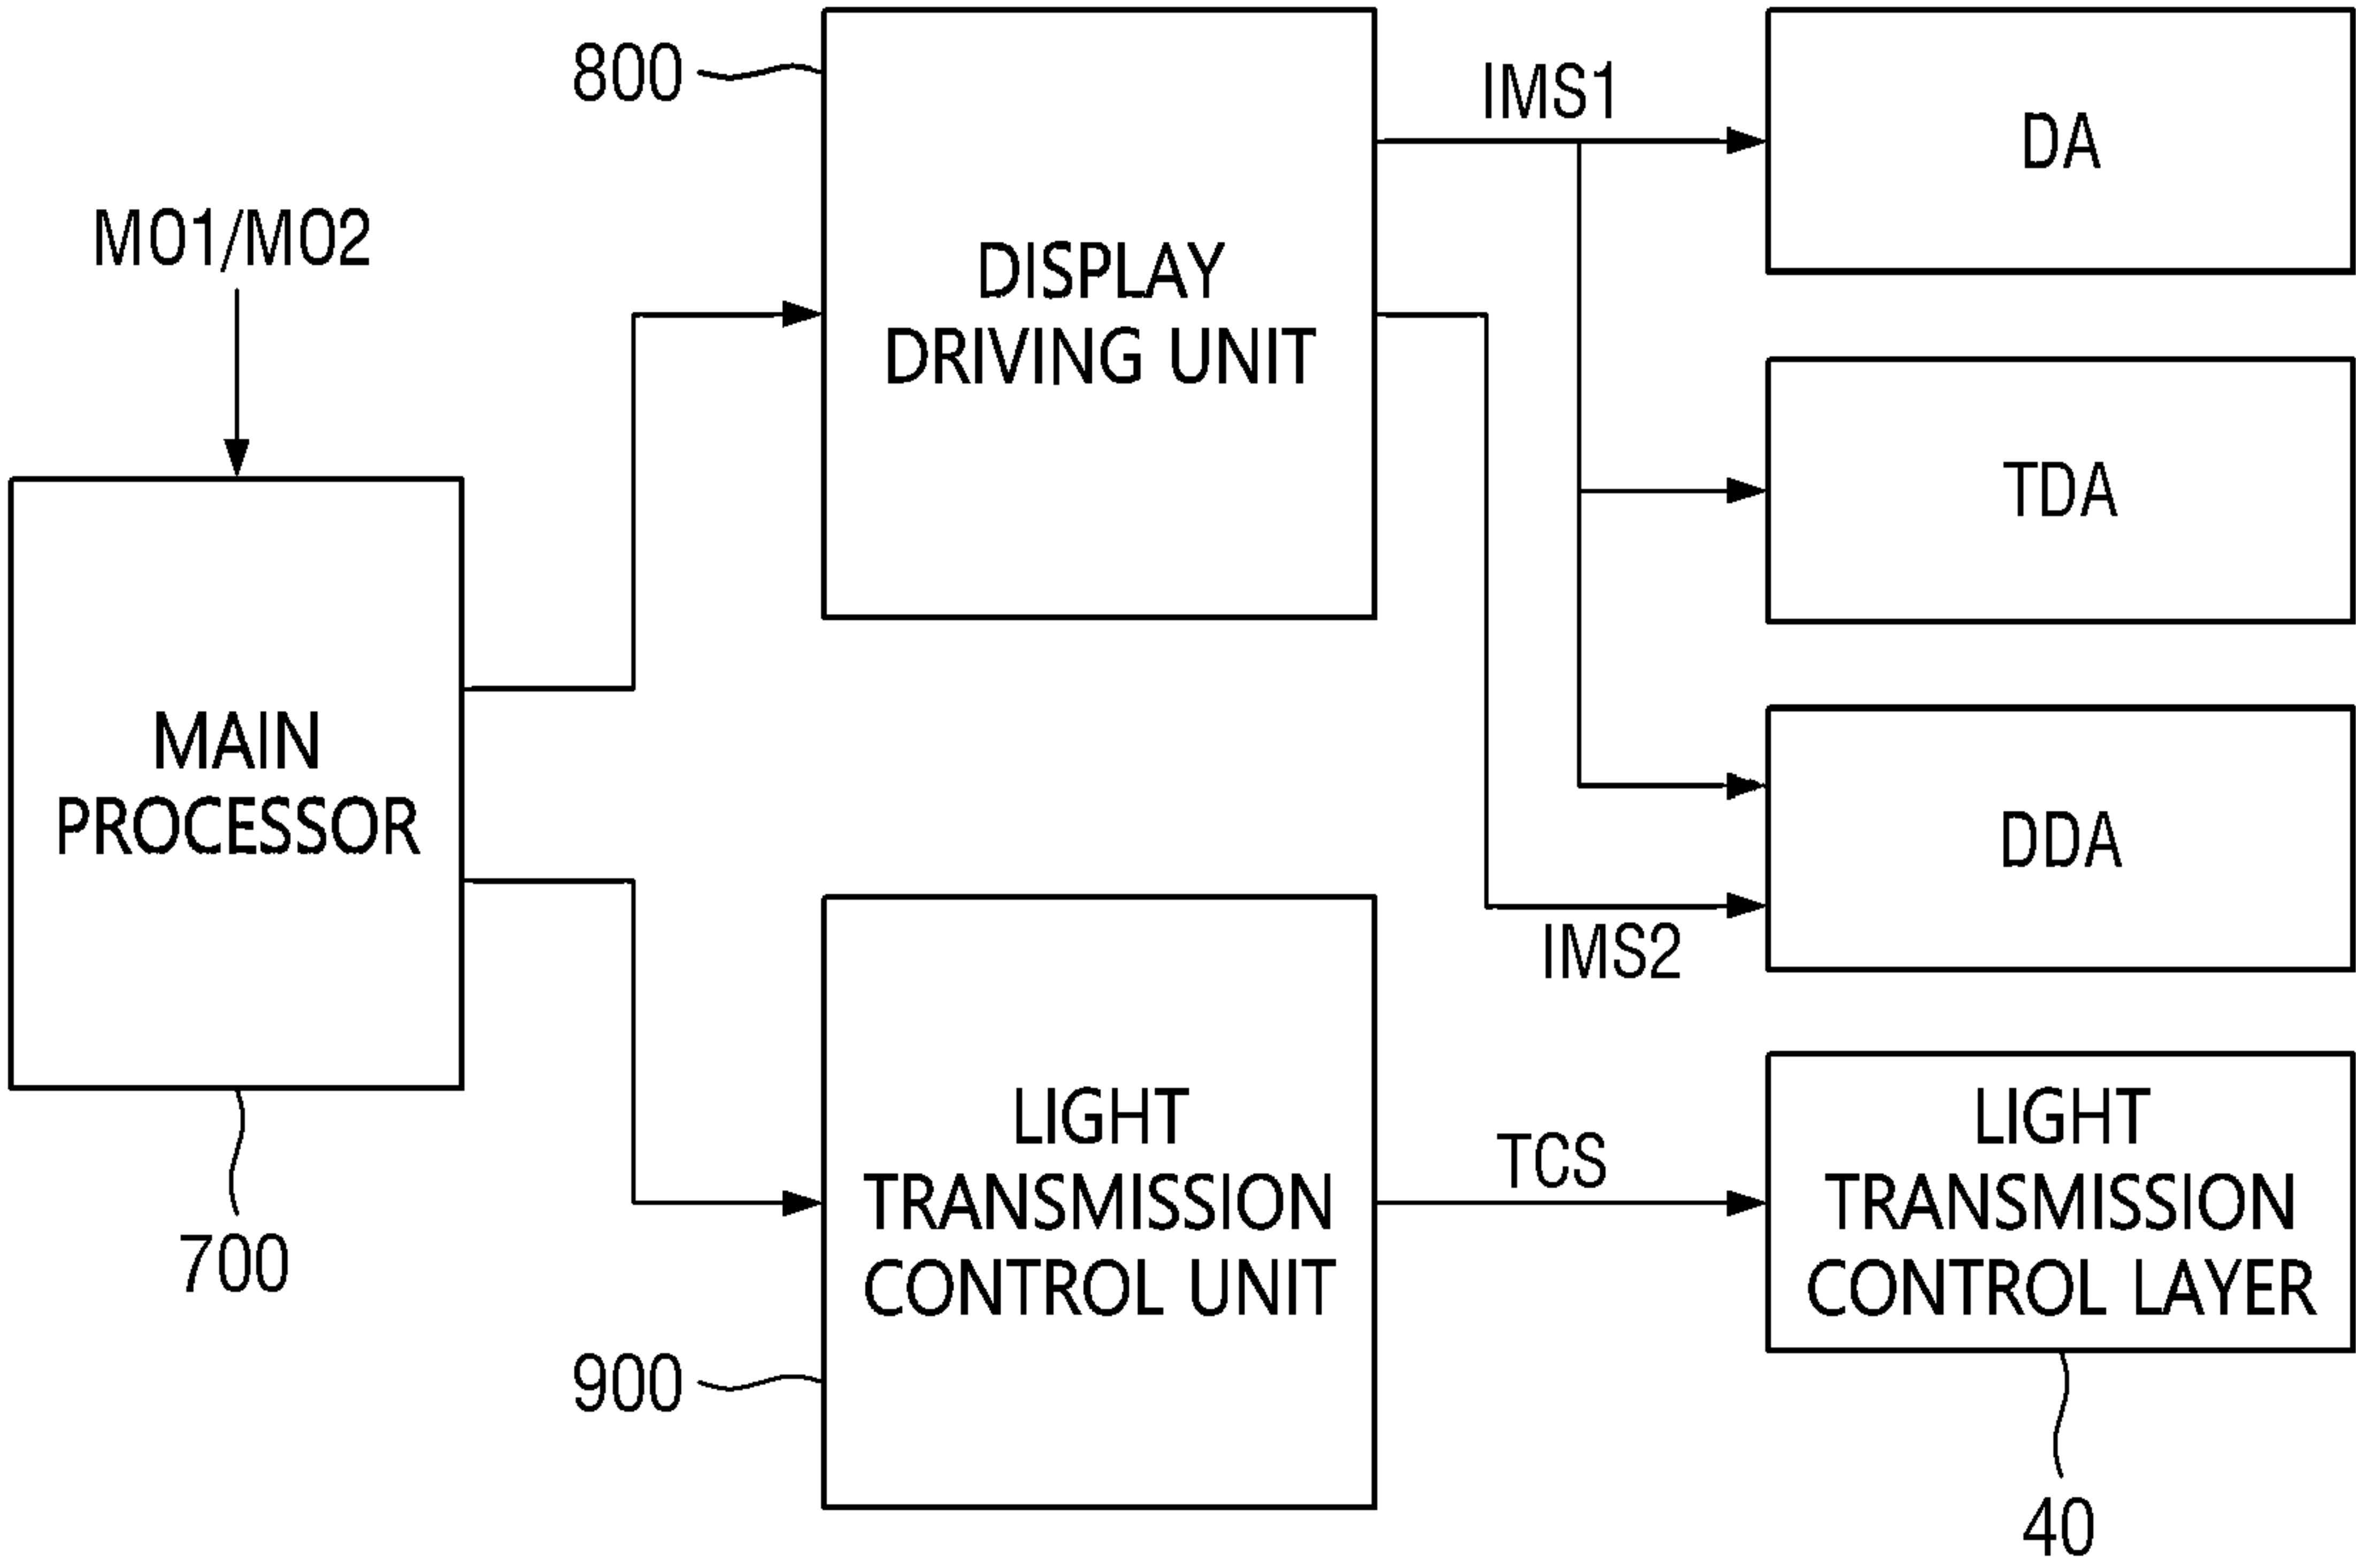 800
IMS1
DA
MO1/MO2
DISPLAY
DRIVING UNIT
TDA
MAIN
PROCESSOR
DDA
IMS2
LIGHT
TRANSMISSION
CONTROL UNIT
TCS
LIGHT
TRANSMISSION
CONTROL LAYER
700
900
40